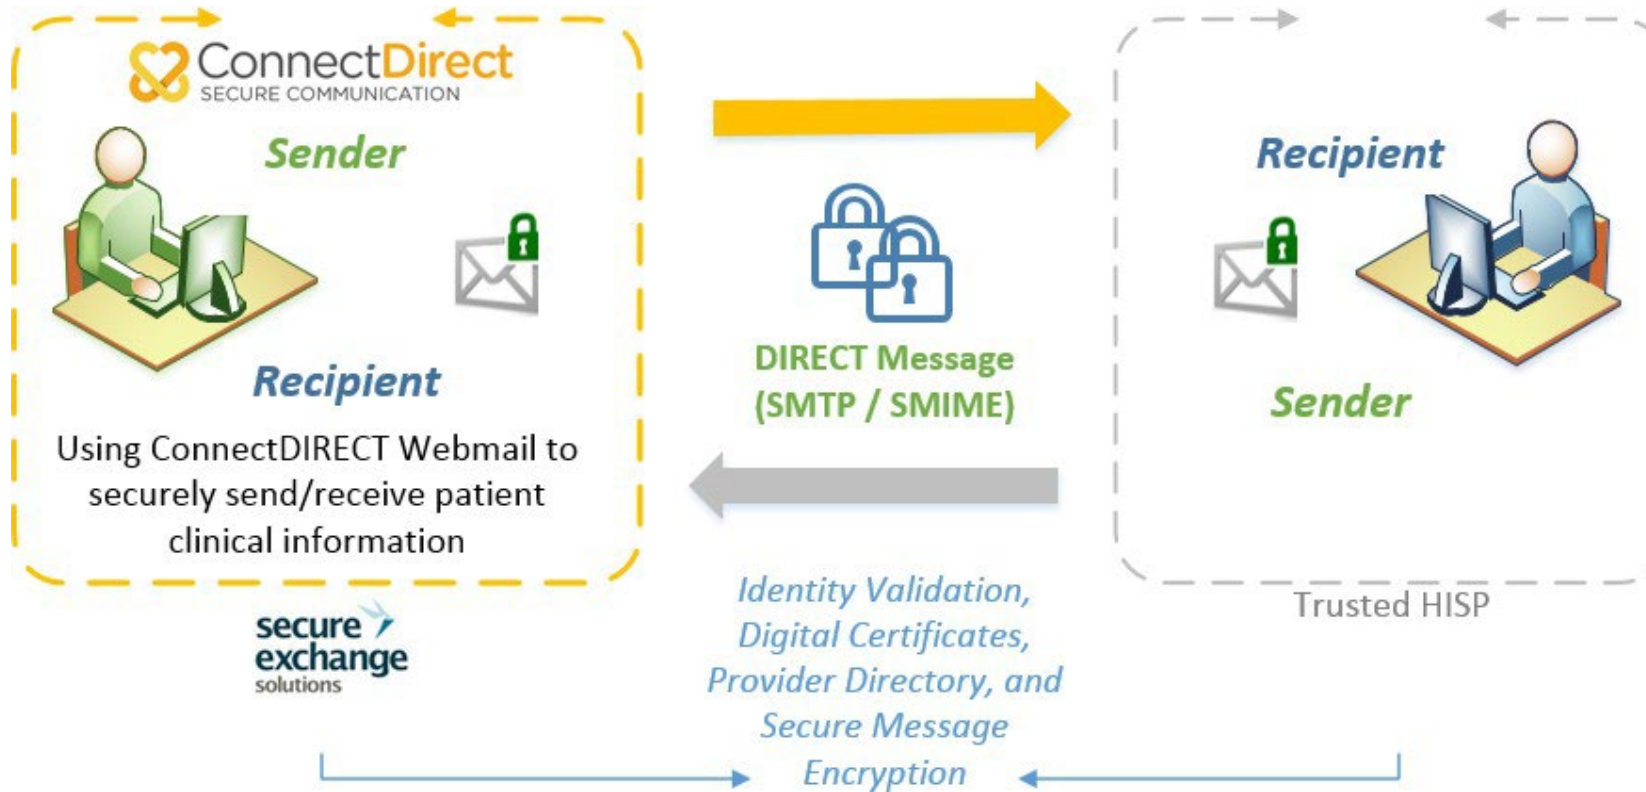 ConnectDirect
SECURE COMMUNICATION
Sender
Recipient
Using ConnectDIRECT Webmail to
securely send/receive patient
clinical information
secure
exchange
solutions
DIRECT Message
(SMTP / SMIME)
Identity Validation,
Digital Certificates,
Provider Directory, and
Secure Message
Encryption
Recipient
Sender
Trusted HISP